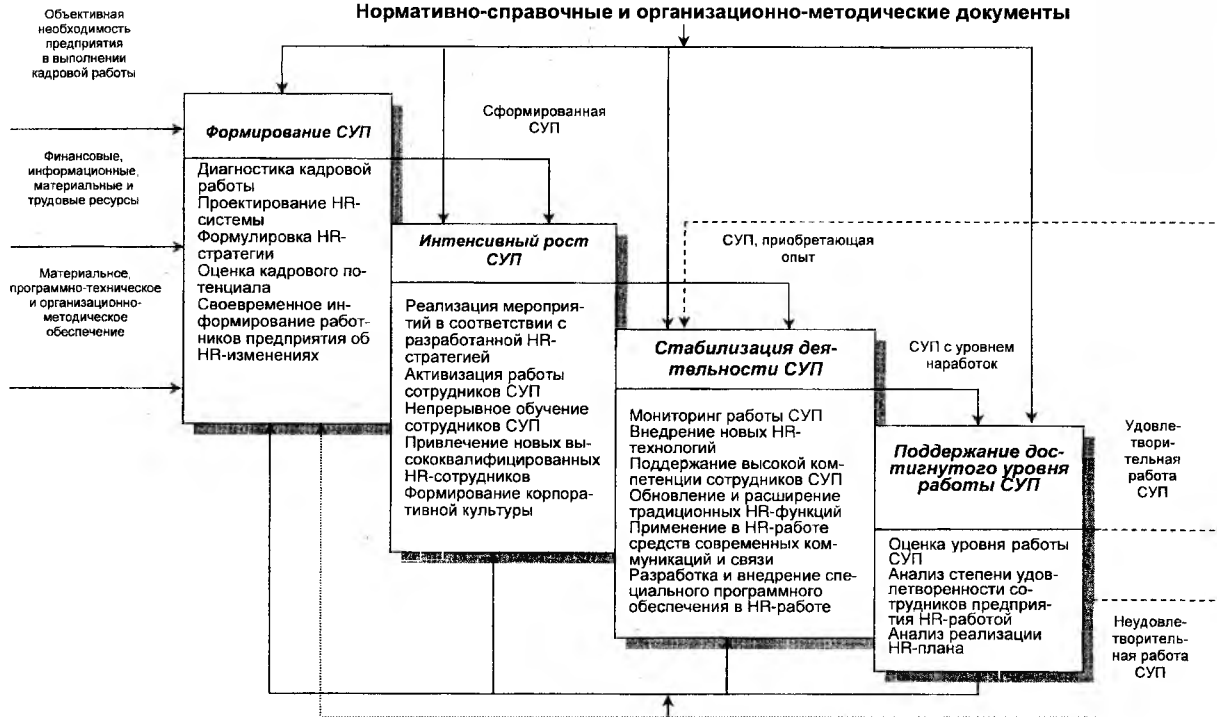 Нормативно-справочные и организационно-методические документы
Объективная
необходимость
предприятия
в выполнении
кадровой работы
Финансовые,
информационные,
материальные и
трудовые ресурсы
Материальное,
программно-техническое
и организационно-
методическое
обеспечение
Формирование СУП
Диагностика кадровой
работы
Проектирование HR-
системы
Формулировка HR-
стратегии
Оценка кадрового по-
тенциала
Своевременное ин-
формирование работ-
ников предприятия об
HR-изменениях
Сформированная
СУП
Интенсивный рост
СУП
Реализация мероприя-
тий в соответствии с
разработанной HR-
стратегией
Активизация работы
сотрудников СУП
Непрерывное обучение
сотрудников СУП
Привлечение новых вы-
сококвалифицированных
HR-сотрудников
Формирование корпора-
тивной культуры
СУП, приобретающая
опыт
Стабилизация дея-
тельности СУП
Мониторинг работы СУП
Внедрение новых HR-
технологий
Поддержание высокой ком-
петенции сотрудников СУП
Обновление и расширение
традиционных HR-функций
Применение в HR-работе
средств современных ком-
муникаций и связи
Разработка и внедрение спе-
циального программного
обеспечения в HR-работе
СУП с уровнем
наработок
Поддержание дос-
тигнутого уровня
работы СУП
Оценка уровня работы
СУП
Анализ степени удов-
летворенности со-
трудников предприя-
тия HR-работой
Анализ реализации
HR-плана
Удовле-
твори-
тельная
работа
СУП
Неудовле-
творитель-
ная работа
СУП